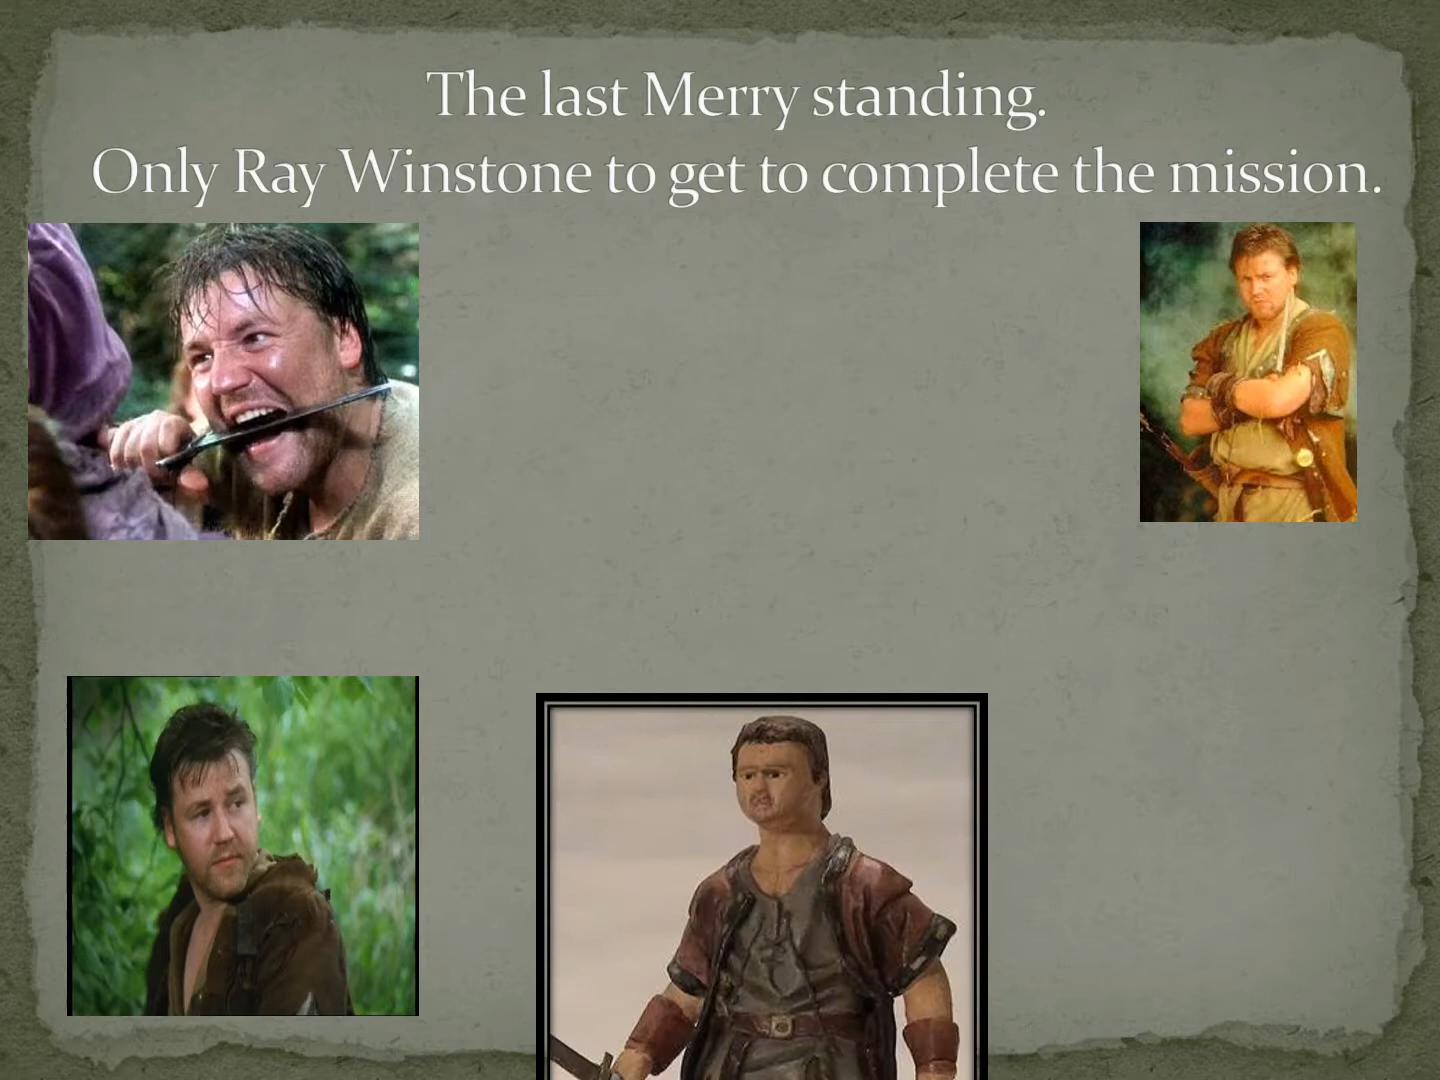 The last Merry standing.
Only Ray Winstone to get to complete the mission.